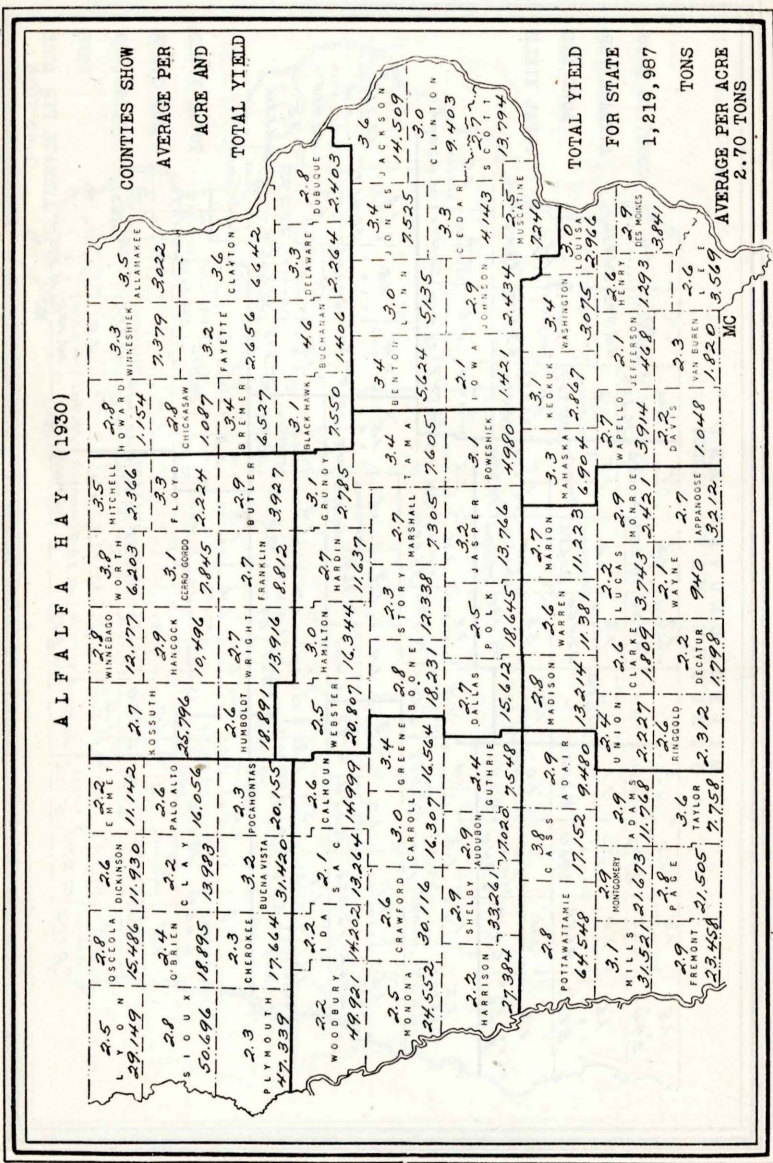 ALFALFA HAY (1930)
COUNTIES SHOW
AVERAGE PER
ACRE AND
TOTAL YIELD
2.5
LYON
29.149
2.8
OSCEOLA
15.486
2.6
DICKINSON
11.930
2.2
EMMET
11.142
2.7
KOSSUTH
25.796
2.8
WINNEBAGO
12.177
3.8
WORTH
6.203
3.5
MITCHELL
2.366
2.8
HOWARD
1.154
3.3
WINNESHIEK
7.379
3.5
ALLAMAKEE
3.022
2.8
SIOUX
50.696
2.4
O'BRIEN
18.895
2.2
CLAY
13.983
2.6
PALO ALTO
16.056
2.9
HANCOCK
10,496
3.1
CERRO GORDO
7.845
3.3
FLOYD
2.224
2.8
CHICKASAW
1.087
3.2
FAYETTE
2.656
3.6
CLAYTON
6.642
2.3
PLYMOUTH
47.339
2.3
CHEROKEE
17.664
3.2
BUENA VISTA
31.420
2.3
POCAHONTAS
20.155
2.6
HUMBOLDT
18.891
2.7
WRIGHT
13.916
2.7
FRANKLIN
8.812
2.9
BUTLER
3.927
3.4
BREMER
6.527
3.1
BLACK HAWK
7.550
4.6
BUCHANAN
1.406
3.3
DELAWARE
2.264
2.8
DUBUQUE
2.403
2.2
WOODBURY
49.921
2.2
IDA
14.202
2.1
SAC
13.264
2.6
CALHOUN
14.999
2.5
WEBSTER
20.807
3.0
HAMILTON
16.344
2.7
HARDIN
11.637
3.1
GRUNDY
2.785
2.5
MONONA
24.552
2.6
CRAWFORD
30.116
3.0
CARROLL
16.307
3.4
GREENE
16.564
2.8
BOONE
18.231
2.3
STORY
12.338
2.7
MARSHALL
7.305
3.4
TAMA
7.605
3.4
BENTON
5.624
3.0
LINN
5,135
3.4
JONES
7.525
3.6
JACKSON
14.509
3.0
CLINTON
9.403
2.2
HARRISON
27.384
2.9
SHELBY
33.261
2.9
AUDUBON
17.020
2.4
GUTHRIE
7.548
2.7
DALLAS
15.612
2.5
POLK
18.645
3.2
JASPER
13.766
3.1
POWESHIEK
4.980
2.1
IOWA
1.421
2.9
JOHNSON
2.434
3.3
CEDAR
4.143
3.7
SCOTT
13.794
2.5
MUSCATINE
7.240
2.8
POTTAWATTAMIE
64.548
3.8
CASS
17.152
2.9
ADAIR
9.480
2.8
MADISON
13.214
2.6
WARREN
11.381
2.7
MARION
11.223
3.3
MAHASKA
6.904
3.1
KEOKUK
2.867
3.4
WASHINGTON
3.075
3.0
LOUISA
2.966
3.1
MILLS
31.521
2.9
MONTGOMERY
21.673
2.9
ADAMS
11.768
2.4
UNION
2.227
2.6
CLARKE
1.809
2.2
LUCAS
3.743
2.9
MONROE
2.421
2.7
WAPELLO
3.914
2.1
JEFFERSON
468
2.6
HENRY
1.293
2.9
DES MOINES
3.841
2.9
FREMONT
23.458
2.8
PAGE
21.505
3.6
TAYLOR
7.758
2.6
RINGGOLD
2.312
2.2
DECATUR
1.798
2.1
WAYNE
940
2.7
APPANOOSE
3.212
2.2
DAVIS
1.048
2.3
VAN BUREN
1.820
2.6
LEE
3.569
MC
TOTAL YIELD
FOR STATE
1,219,987
TONS
AVERAGE PER ACRE
2.70 TONS